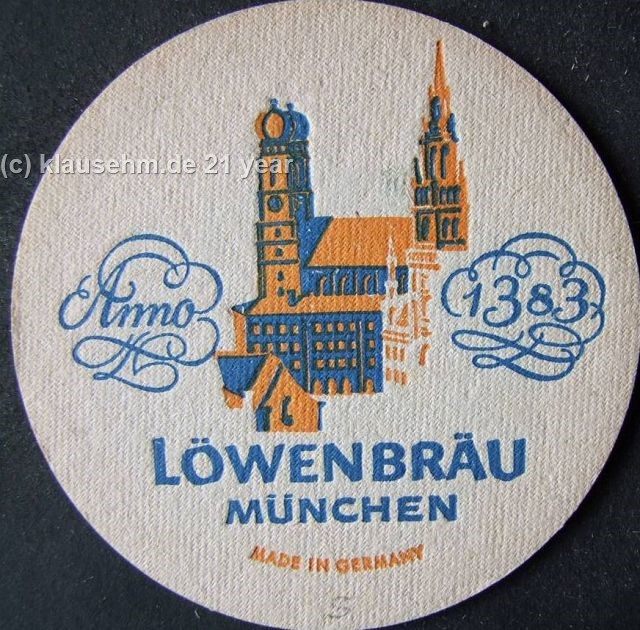 (c) klausehm.de 21 year
Anno
1383
LÖWENBRÄU
MÜNCHEN
MADE IN GERMANY
S